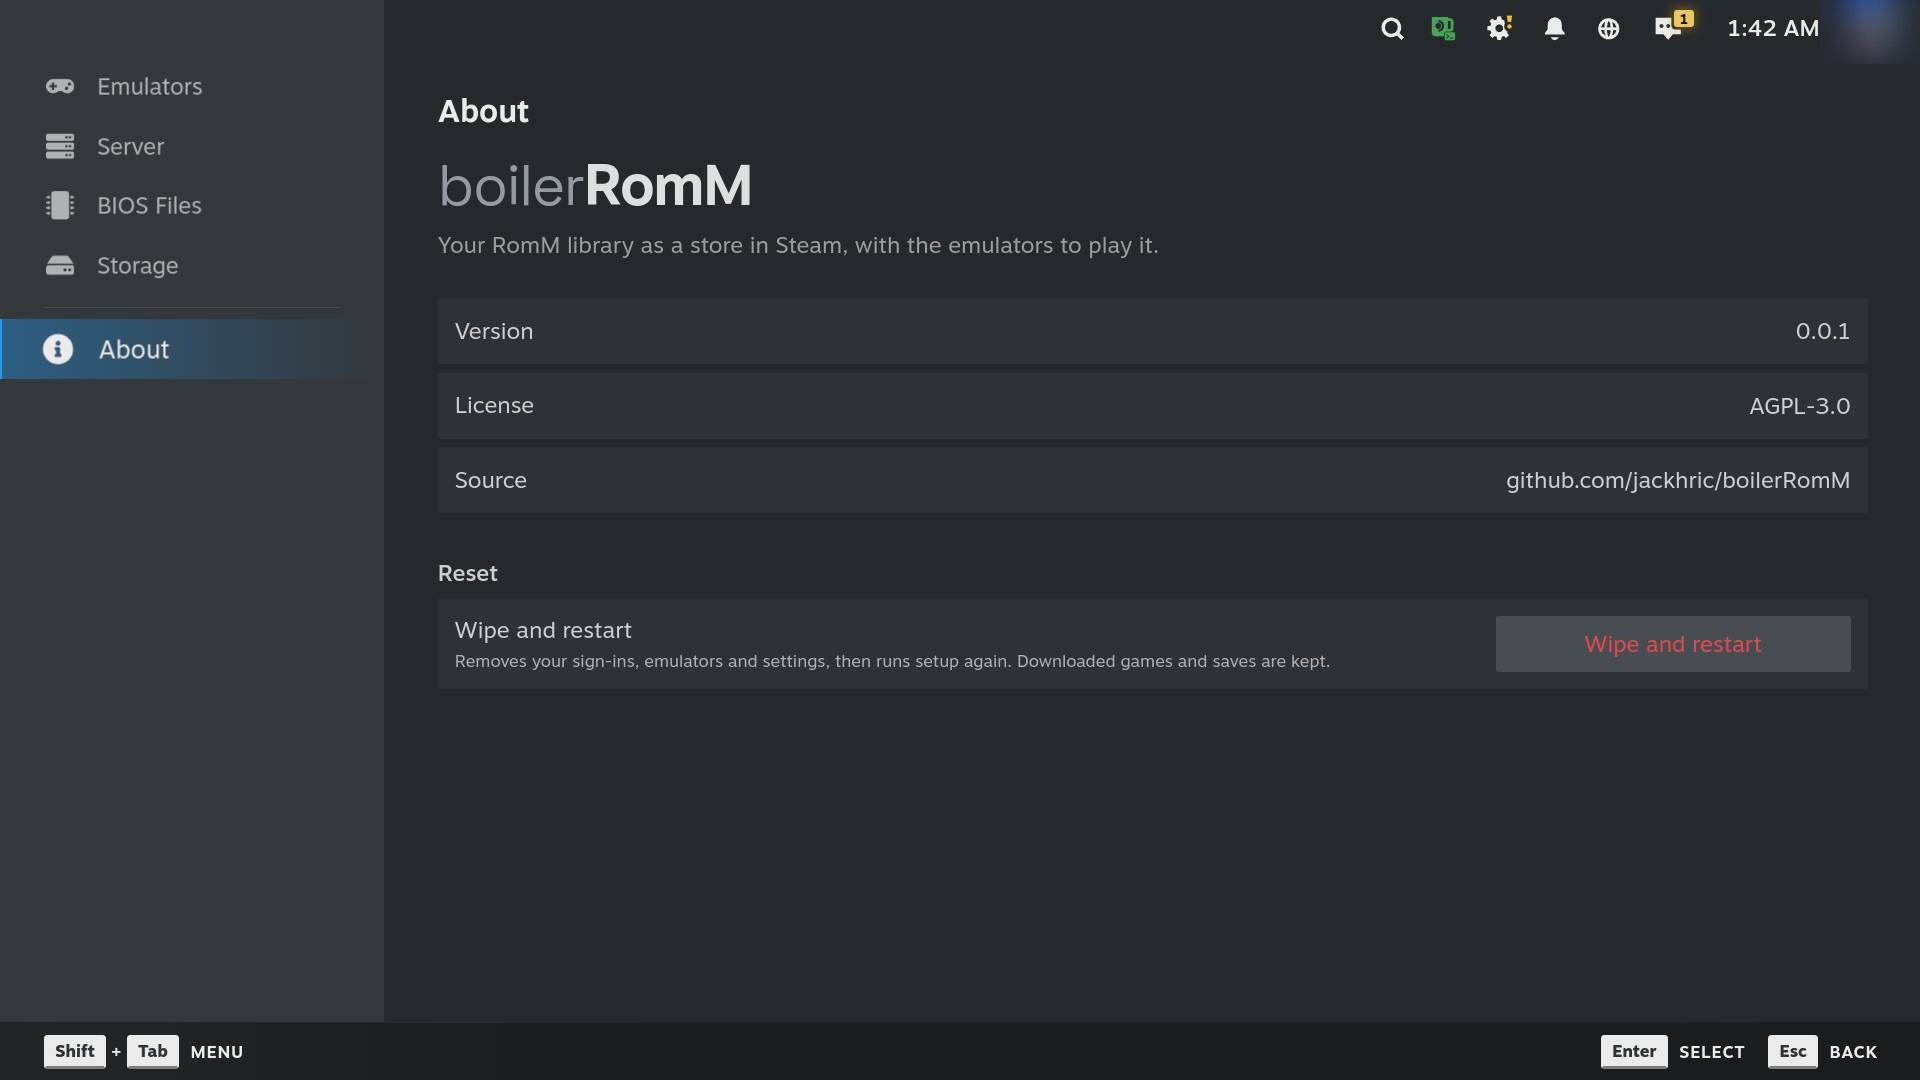 1
1:42 AM
Emulators
Server
BIOS Files
Storage
About
About
boilerRomM
Your RomM library as a store in Steam, with the emulators to play it.
Version 0.0.1
License AGPL-3.0
Source github.com/jackhric/boilerRomM
Reset
Wipe and restart
Removes your sign-ins, emulators and settings, then runs setup again. Downloaded games and saves are kept.
Wipe and restart
Shift + Tab MENU
Enter SELECT Esc BACK